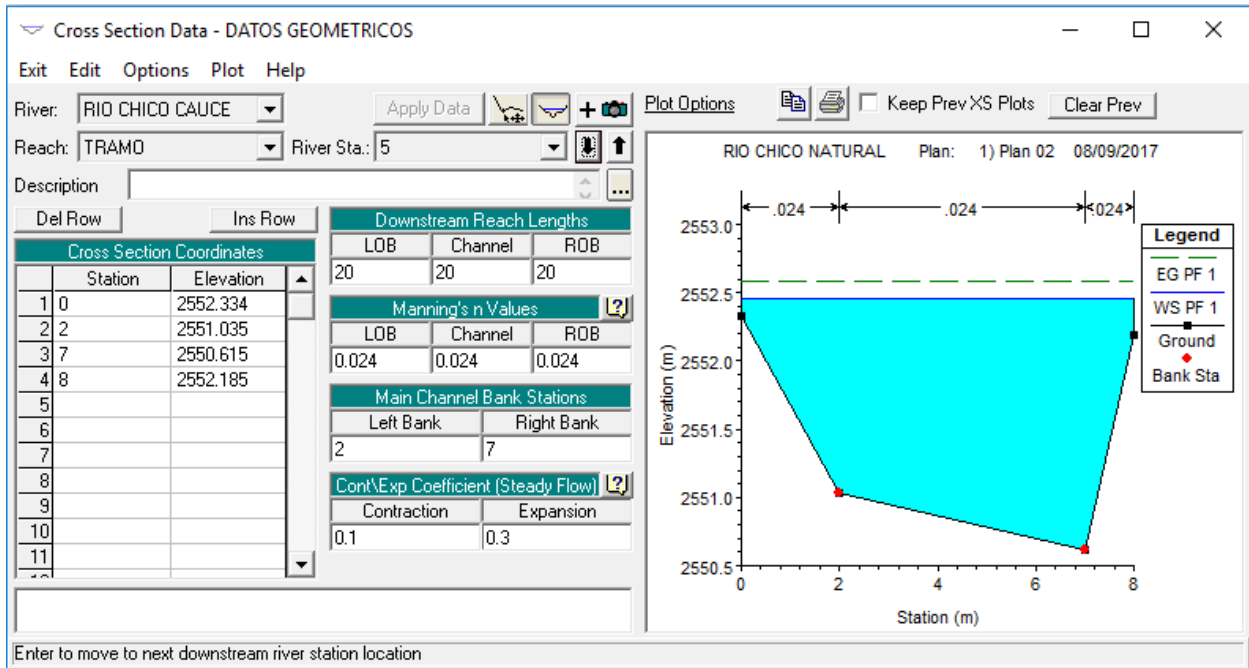 Cross Section Data - DATOS GEOMETRICOS
Exit Edit Options Plot Help
River: RIO CHICO CAUCE
Apply Data
+
Reach: TRAMO
River Sta.: 5
Description
...
Del Row Ins Row
Cross Section Coordinates
Station Elevation
1 0 2552.334
2 2 2551.035
3 7 2550.615
4 8 2552.185
5
6
7
8
9
10
11
Downstream Reach Lengths
LOB Channel ROB
20 20 20
Manning's n Values ?
LOB Channel ROB
0.024 0.024 0.024
Main Channel Bank Stations
Left Bank Right Bank
2 7
Cont\Exp Coefficient (Steady Flow) ?
Contraction Expansion
0.1 0.3
Plot Options Keep Prev XS Plots Clear Prev
RIO CHICO NATURAL Plan: 1) Plan 02 08/09/2017
.024 .024 .024
2553.0
2552.5
2552.0
2551.5
2551.0
2550.5
Elevation (m)
0 2 4 6 8
Station (m)
Legend
EG PF 1
WS PF 1
Ground
Bank Sta
Enter to move to next downstream river station location